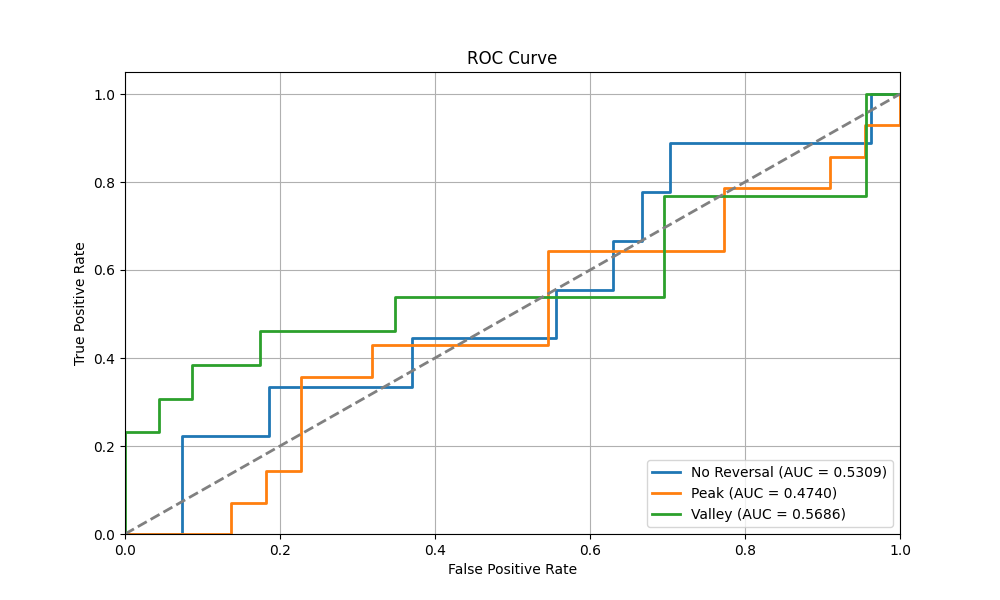 ROC Curve
True Positive Rate
1.0
0.8
0.6
0.4
0.2
0.0
0.0 0.2 0.4 0.6 0.8 1.0
False Positive Rate
No Reversal (AUC = 0.5309)
Peak (AUC = 0.4740)
Valley (AUC = 0.5686)